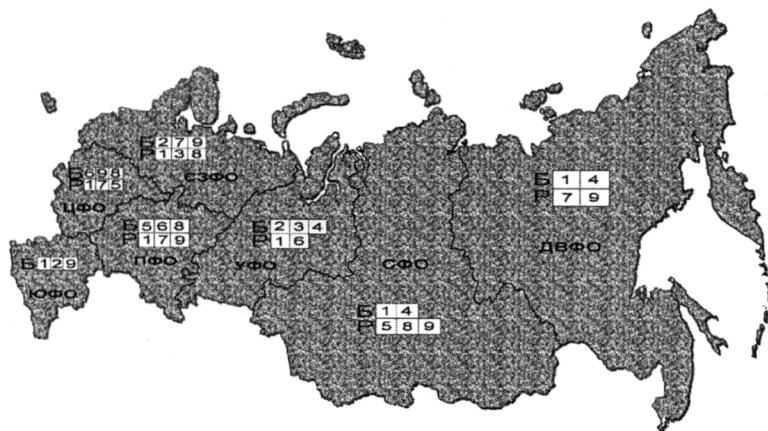 Б 2 7 9
Р 1 3 8
СЗФО
Б 6 9 8
Р 1 7 5
ЦФО
Б 1 4
Р 7 9
ДВФО
Б 5 6 8
Р 1 7 9
ПФО
Б 2 3 4
Р 1 6
УФО
СФО
Б 1 2 9
ЮФО
Б 1 4
Р 5 8 9